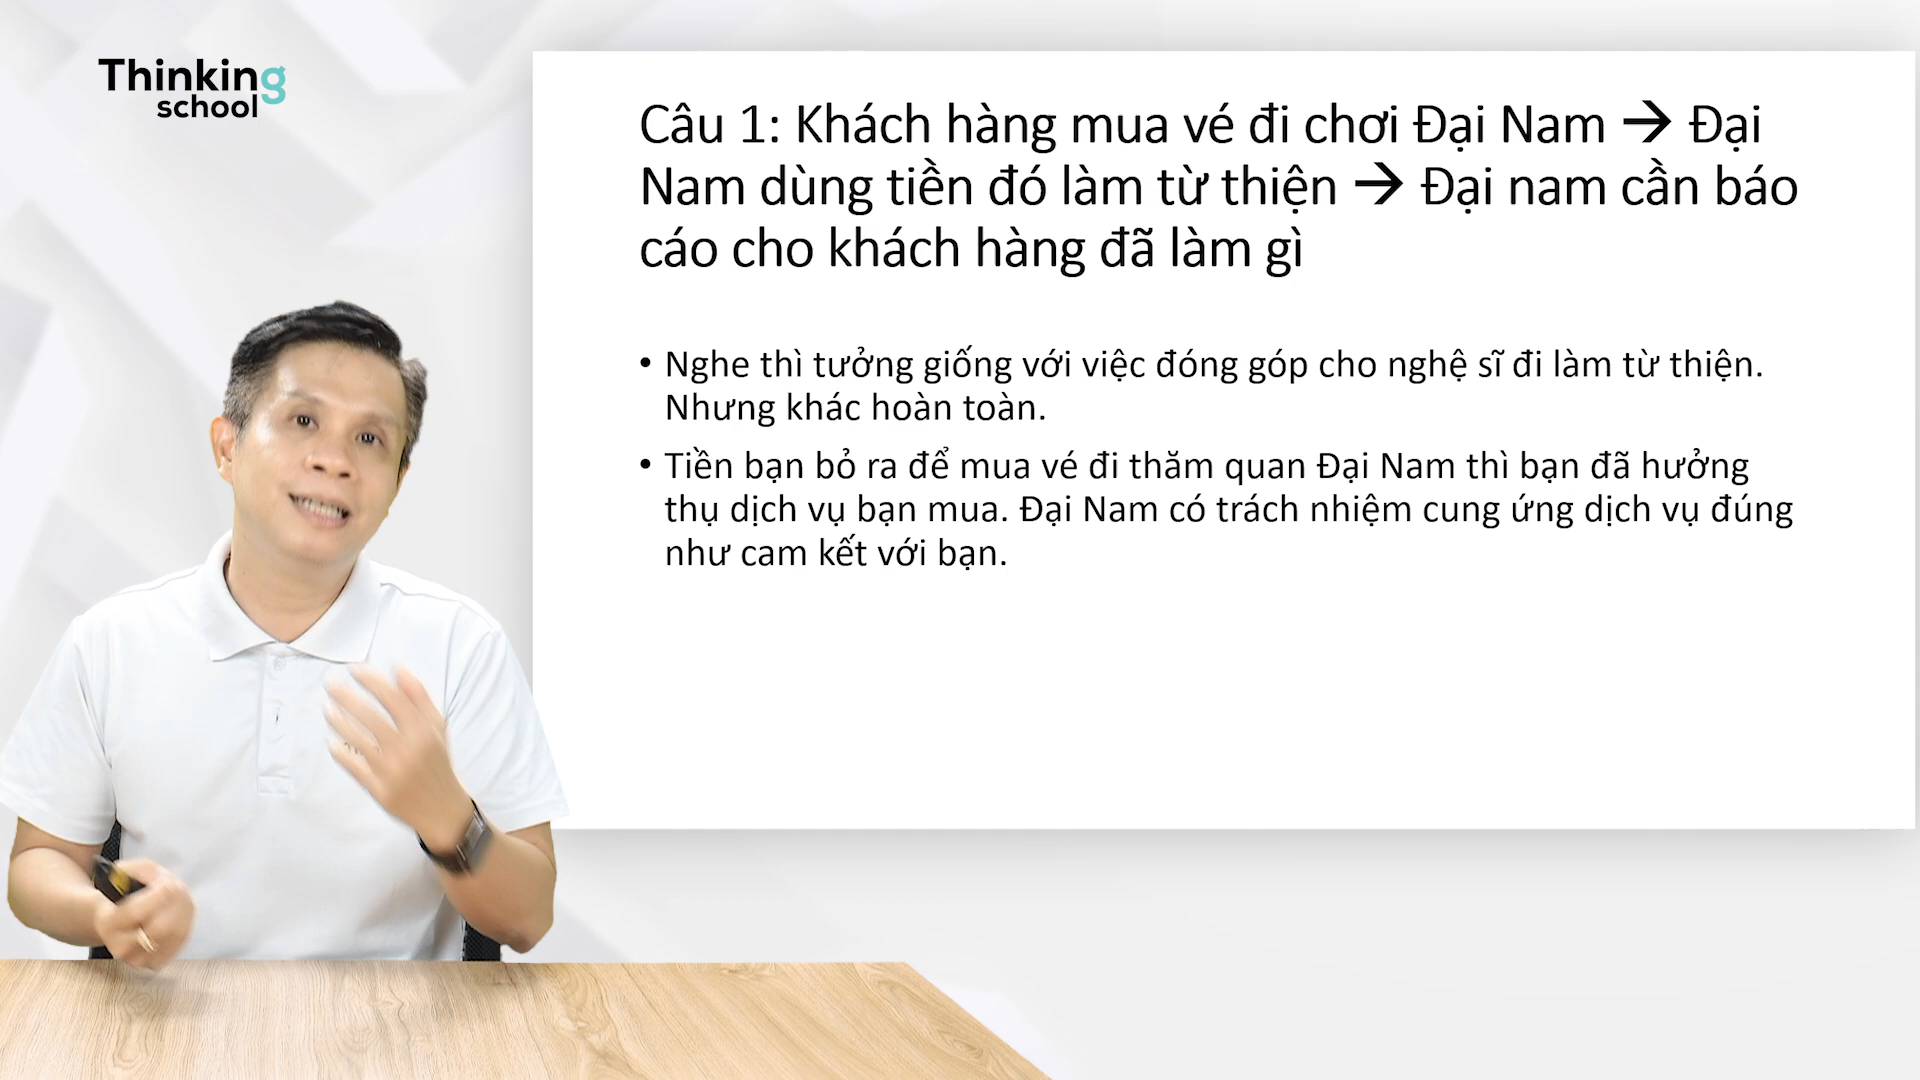 Thinking
school
Câu 1: Khách hàng mua vé đi chơi Đại Nam → Đại
Nam dùng tiền đó làm từ thiện → Đại nam cần báo
cáo cho khách hàng đã làm gì
• Nghe thì tưởng giống với việc đóng góp cho nghệ sĩ đi làm từ thiện.
Nhưng khác hoàn toàn.
• Tiền bạn bỏ ra để mua vé đi thăm quan Đại Nam thì bạn đã hưởng
thụ dịch vụ bạn mua. Đại Nam có trách nhiệm cung ứng dịch vụ đúng
như cam kết với bạn.